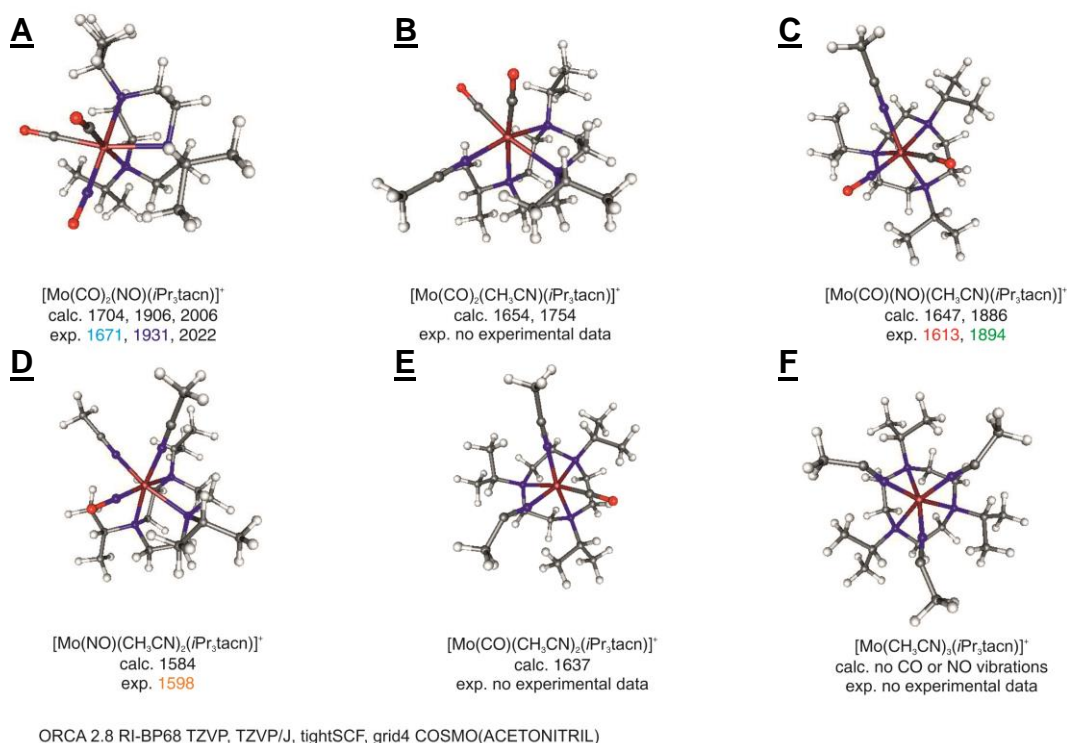 A
B
C
[Mo(CO)₂(NO)(iPr₃tacn)]⁺
calc. 1704, 1906, 2006
exp. 1671, 1931, 2022
[Mo(CO)₂(CH₃CN)(iPr₃tacn)]⁺
calc. 1654, 1754
exp. no experimental data
[Mo(CO)(NO)(CH₃CN)(iPr₃tacn)]⁺
calc. 1647, 1886
exp. 1613, 1894
D
E
F
[Mo(NO)(CH₃CN)₂(iPr₃tacn)]⁺
calc. 1584
exp. 1598
[Mo(CO)(CH₃CN)₂(iPr₃tacn)]⁺
calc. 1637
exp. no experimental data
[Mo(CH₃CN)₃(iPr₃tacn)]⁺
calc. no CO or NO vibrations
exp. no experimental data
ORCA 2.8 RI-BP68 TZVP, TZVP/J, tightSCF, grid4 COSMO(ACETONITRIL)